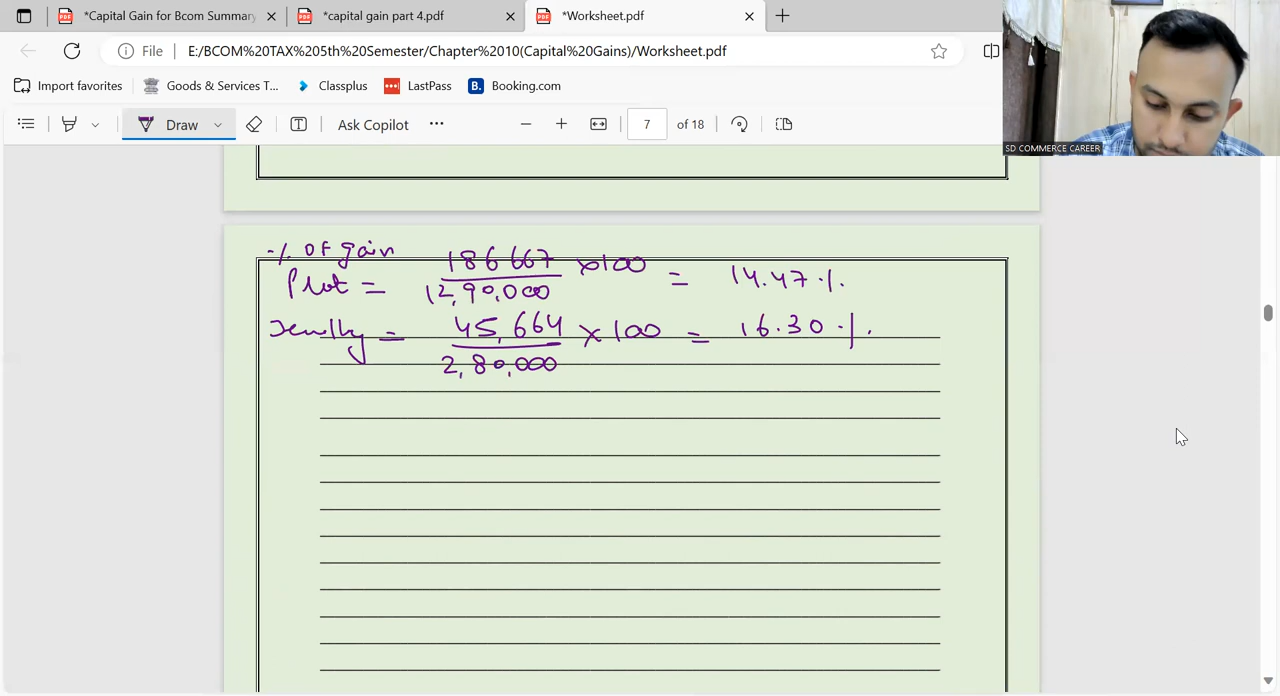 *Capital Gain for Bcom Summary
*capital gain part 4.pdf
*Worksheet.pdf
File E:/BCOM%20TAX%205th%20Semester/Chapter%2010(Capital%20Gains)/Worksheet.pdf
Import favorites Goods & Services T... Classplus LastPass Booking.com
Draw Ask Copilot 7 of 18
SD COMMERCE CAREER
% OF gain
Plot = 186667 / 12,90,000 × 100 = 14.47 %.
= 45,664 / 2,80,000 × 100 = 16.30 %.